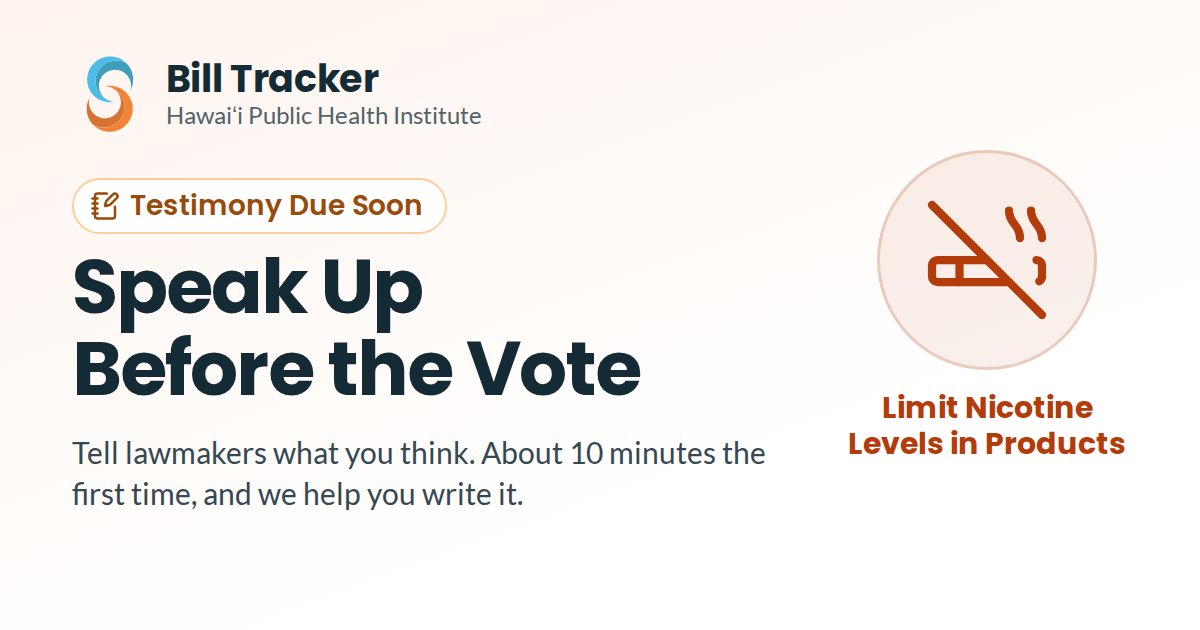 Bill Tracker
Hawaiʻi Public Health Institute
Testimony Due Soon
Speak Up
Before the Vote
Tell lawmakers what you think. About 10 minutes the
first time, and we help you write it.
Limit Nicotine
Levels in Products